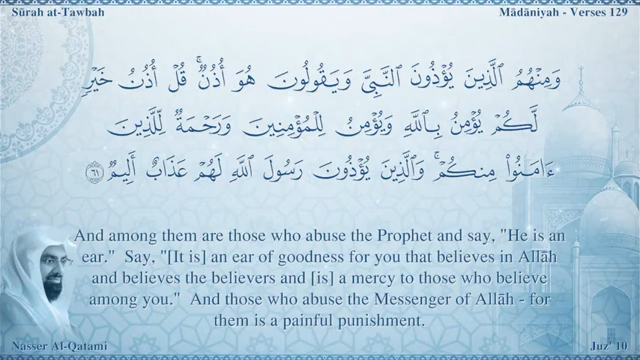 Sūrah at-Tawbah
Mādānīyah - Verses 129
وَمِنْهُمُ ٱلَّذِينَ يُؤْذُونَ ٱلنَّبِىَّ وَيَقُولُونَ هُوَ أُذُنٌ ۚ قُلْ أُذُنُ خَيْرٍ
لَّكُمْ يُؤْمِنُ بِٱللَّهِ وَيُؤْمِنُ لِلْمُؤْمِنِينَ وَرَحْمَةٌ لِّلَّذِينَ
ءَامَنُوا۟ مِنكُمْ ۚ وَٱلَّذِينَ يُؤْذُونَ رَسُولَ ٱللَّهِ لَهُمْ عَذَابٌ أَلِيمٌ ٦١
And among them are those who abuse the Prophet and say, "He is an
ear." Say, "[It is] an ear of goodness for you that believes in Allāh
and believes the believers and [is] a mercy to those who believe
among you." And those who abuse the Messenger of Allāh - for
them is a painful punishment.
Nasser Al-Qatami
Juz' 10